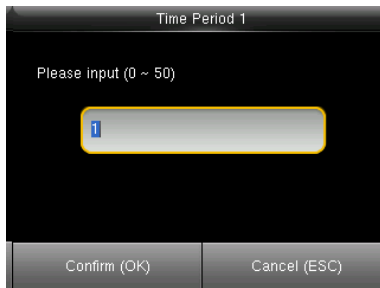 Time Period 1
Please input (0 ~ 50)
1
Confirm (OK)
Cancel (ESC)